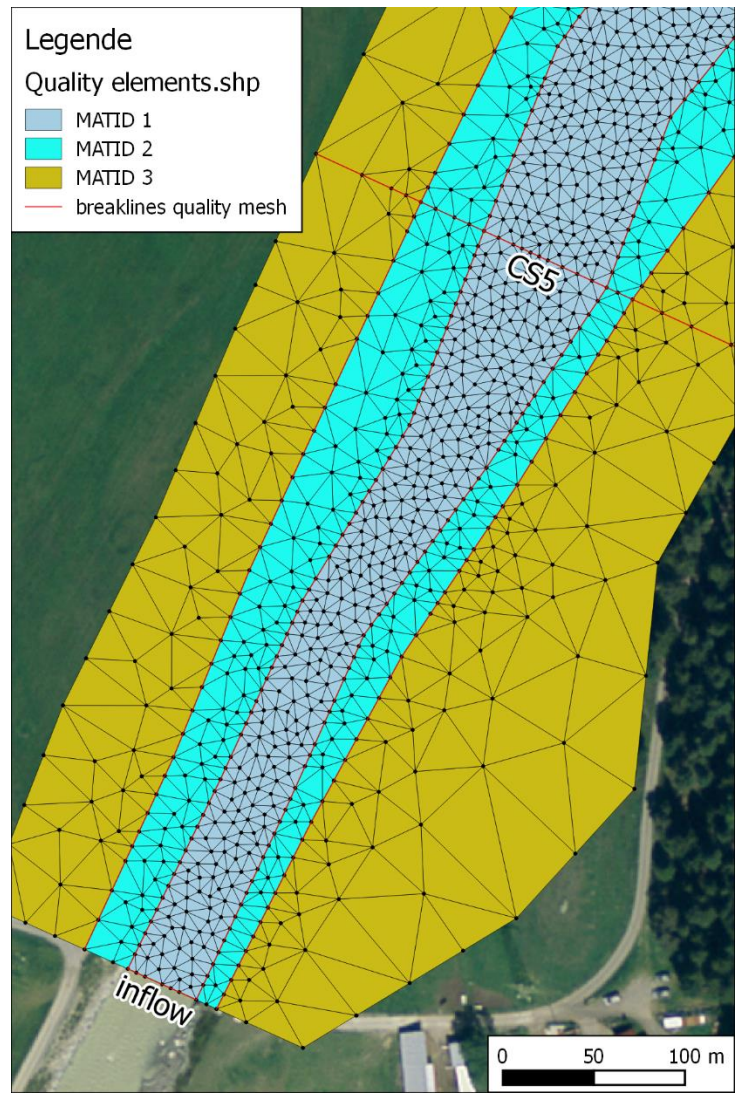 Legende
Quality elements.shp
MATID 1
MATID 2
MATID 3
breaklines quality mesh
CS5
inflow
0 50 100 m